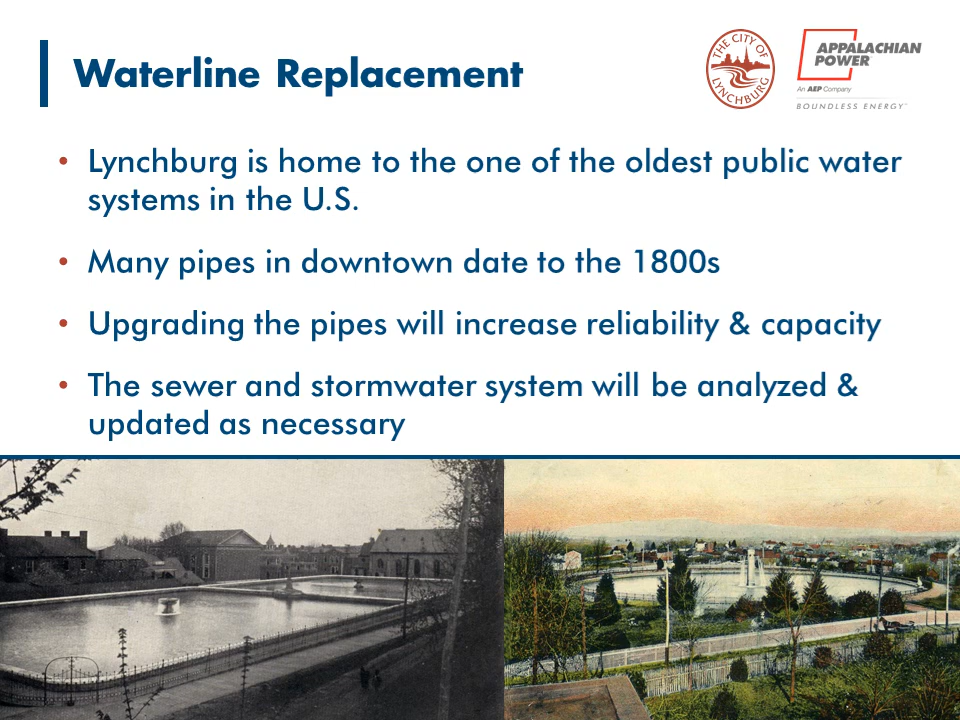 Waterline Replacement
THE CITY OF
LYNCHBURG
APPALACHIAN
POWER
An AEP Company
BOUNDLESS ENERGY℠
• Lynchburg is home to the one of the oldest public water
systems in the U.S.
• Many pipes in downtown date to the 1800s
• Upgrading the pipes will increase reliability & capacity
• The sewer and stormwater system will be analyzed &
updated as necessary